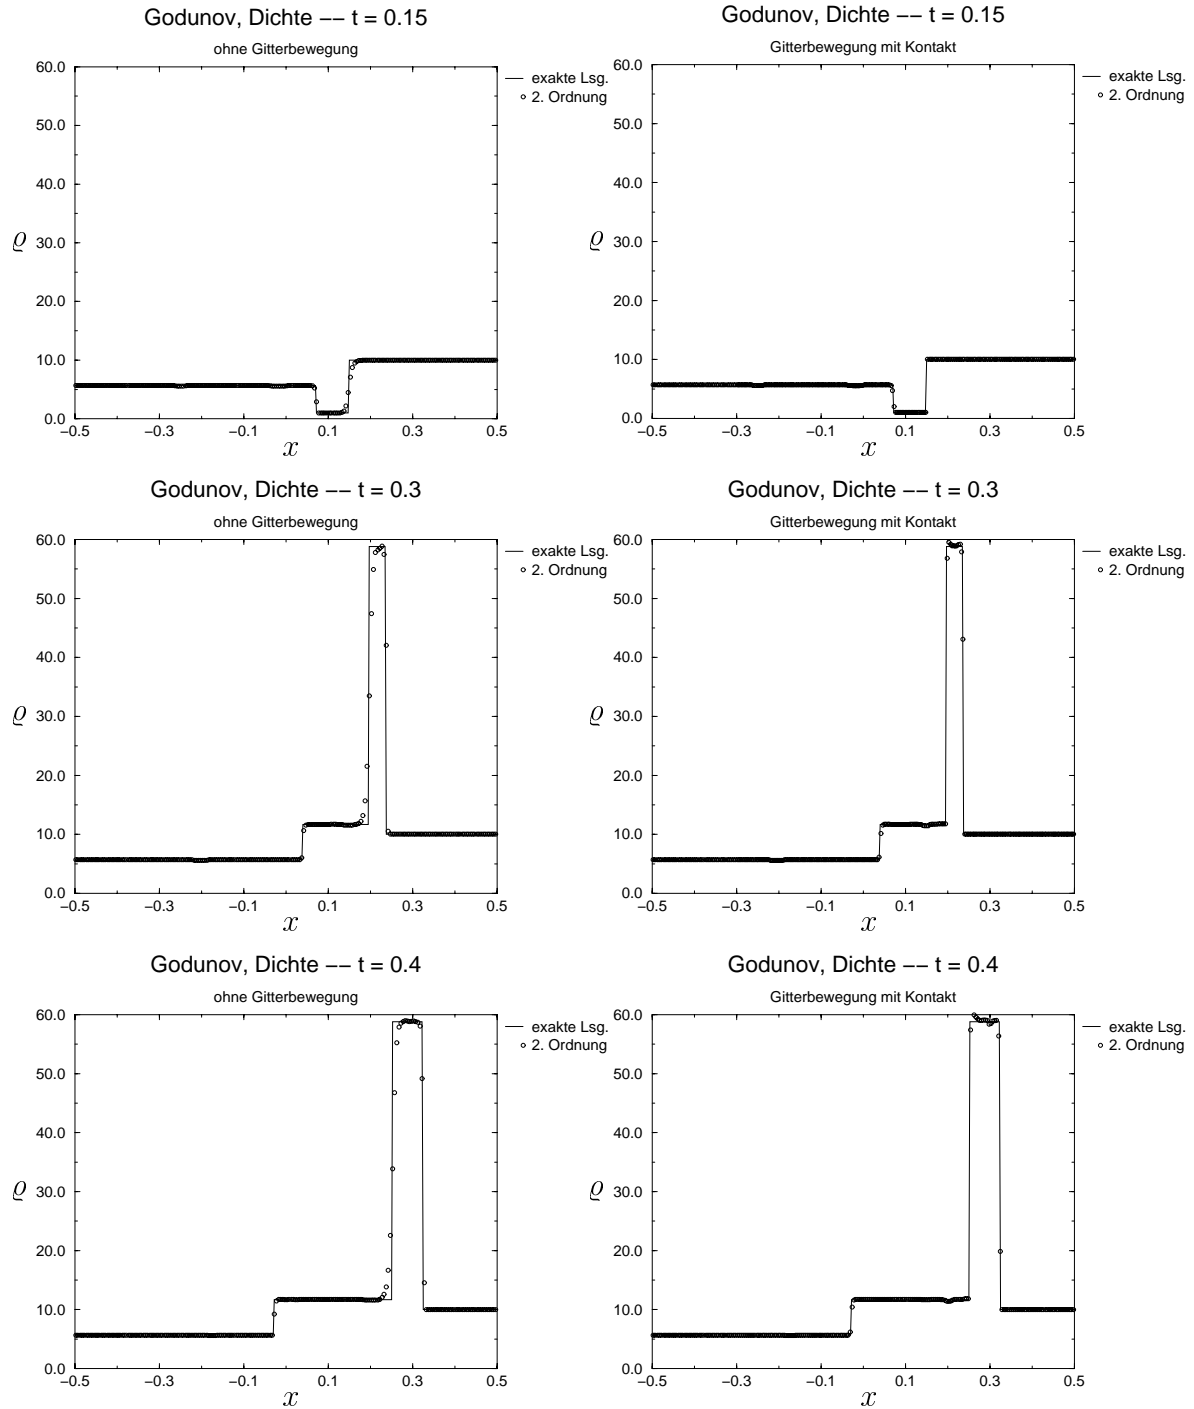 Godunov, Dichte −− t = 0.15
ohne Gitterbewegung
60.0
50.0
40.0
30.0
20.0
10.0
0.0
ϱ
−0.5 −0.3 −0.1 0.1 0.3 0.5
x
exakte Lsg.
2. Ordnung
Godunov, Dichte −− t = 0.15
Gitterbewegung mit Kontakt
60.0
50.0
40.0
30.0
20.0
10.0
0.0
ϱ
−0.5 −0.3 −0.1 0.1 0.3 0.5
x
exakte Lsg.
2. Ordnung
Godunov, Dichte −− t = 0.3
ohne Gitterbewegung
60.0
50.0
40.0
30.0
20.0
10.0
0.0
ϱ
−0.5 −0.3 −0.1 0.1 0.3 0.5
x
exakte Lsg.
2. Ordnung
Godunov, Dichte −− t = 0.3
Gitterbewegung mit Kontakt
60.0
50.0
40.0
30.0
20.0
10.0
0.0
ϱ
−0.5 −0.3 −0.1 0.1 0.3 0.5
x
exakte Lsg.
2. Ordnung
Godunov, Dichte −− t = 0.4
ohne Gitterbewegung
60.0
50.0
40.0
30.0
20.0
10.0
0.0
ϱ
−0.5 −0.3 −0.1 0.1 0.3 0.5
x
exakte Lsg.
2. Ordnung
Godunov, Dichte −− t = 0.4
Gitterbewegung mit Kontakt
60.0
50.0
40.0
30.0
20.0
10.0
0.0
ϱ
−0.5 −0.3 −0.1 0.1 0.3 0.5
x
exakte Lsg.
2. Ordnung